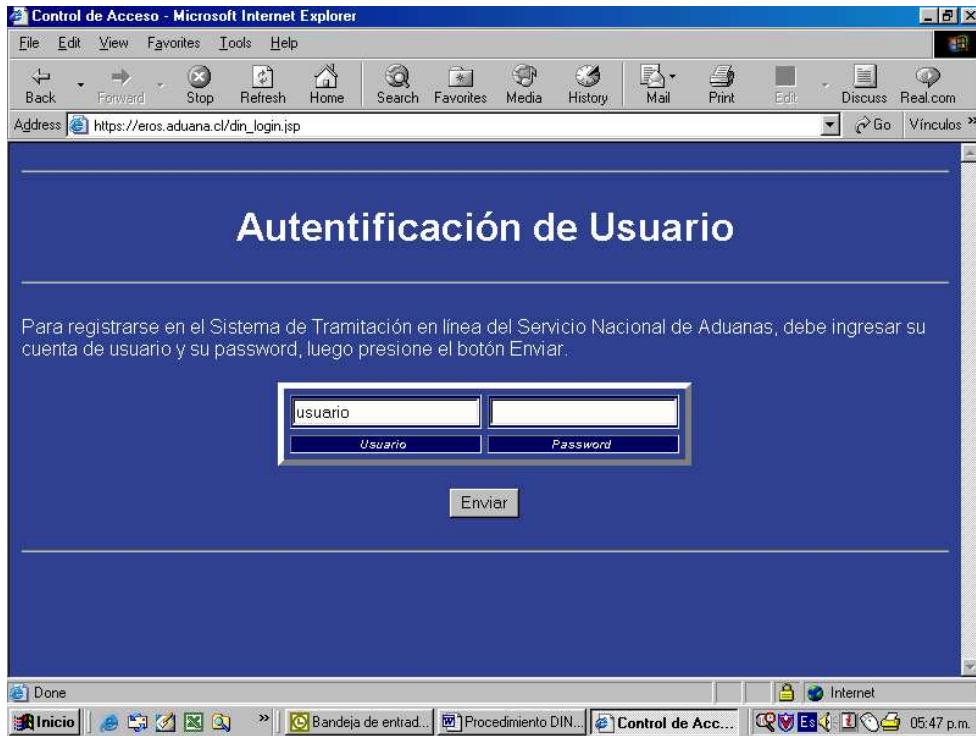 Control de Acceso - Microsoft Internet Explorer
File Edit View Favorites Tools Help
Back Forward Stop Refresh Home Search Favorites Media History Mail Print Edit Discuss Real.com
Address https://eros.aduana.cl/din_login.jsp Go Vínculos »
Autentificación de Usuario
Para registrarse en el Sistema de Tramitación en línea del Servicio Nacional de Aduanas, debe ingresar su
cuenta de usuario y su password, luego presione el botón Enviar.
usuario
Usuario Password
Enviar
Done Internet
Inicio » Bandeja de entrad... Procedimiento DIN... Control de Acc... Es 05:47 p.m.